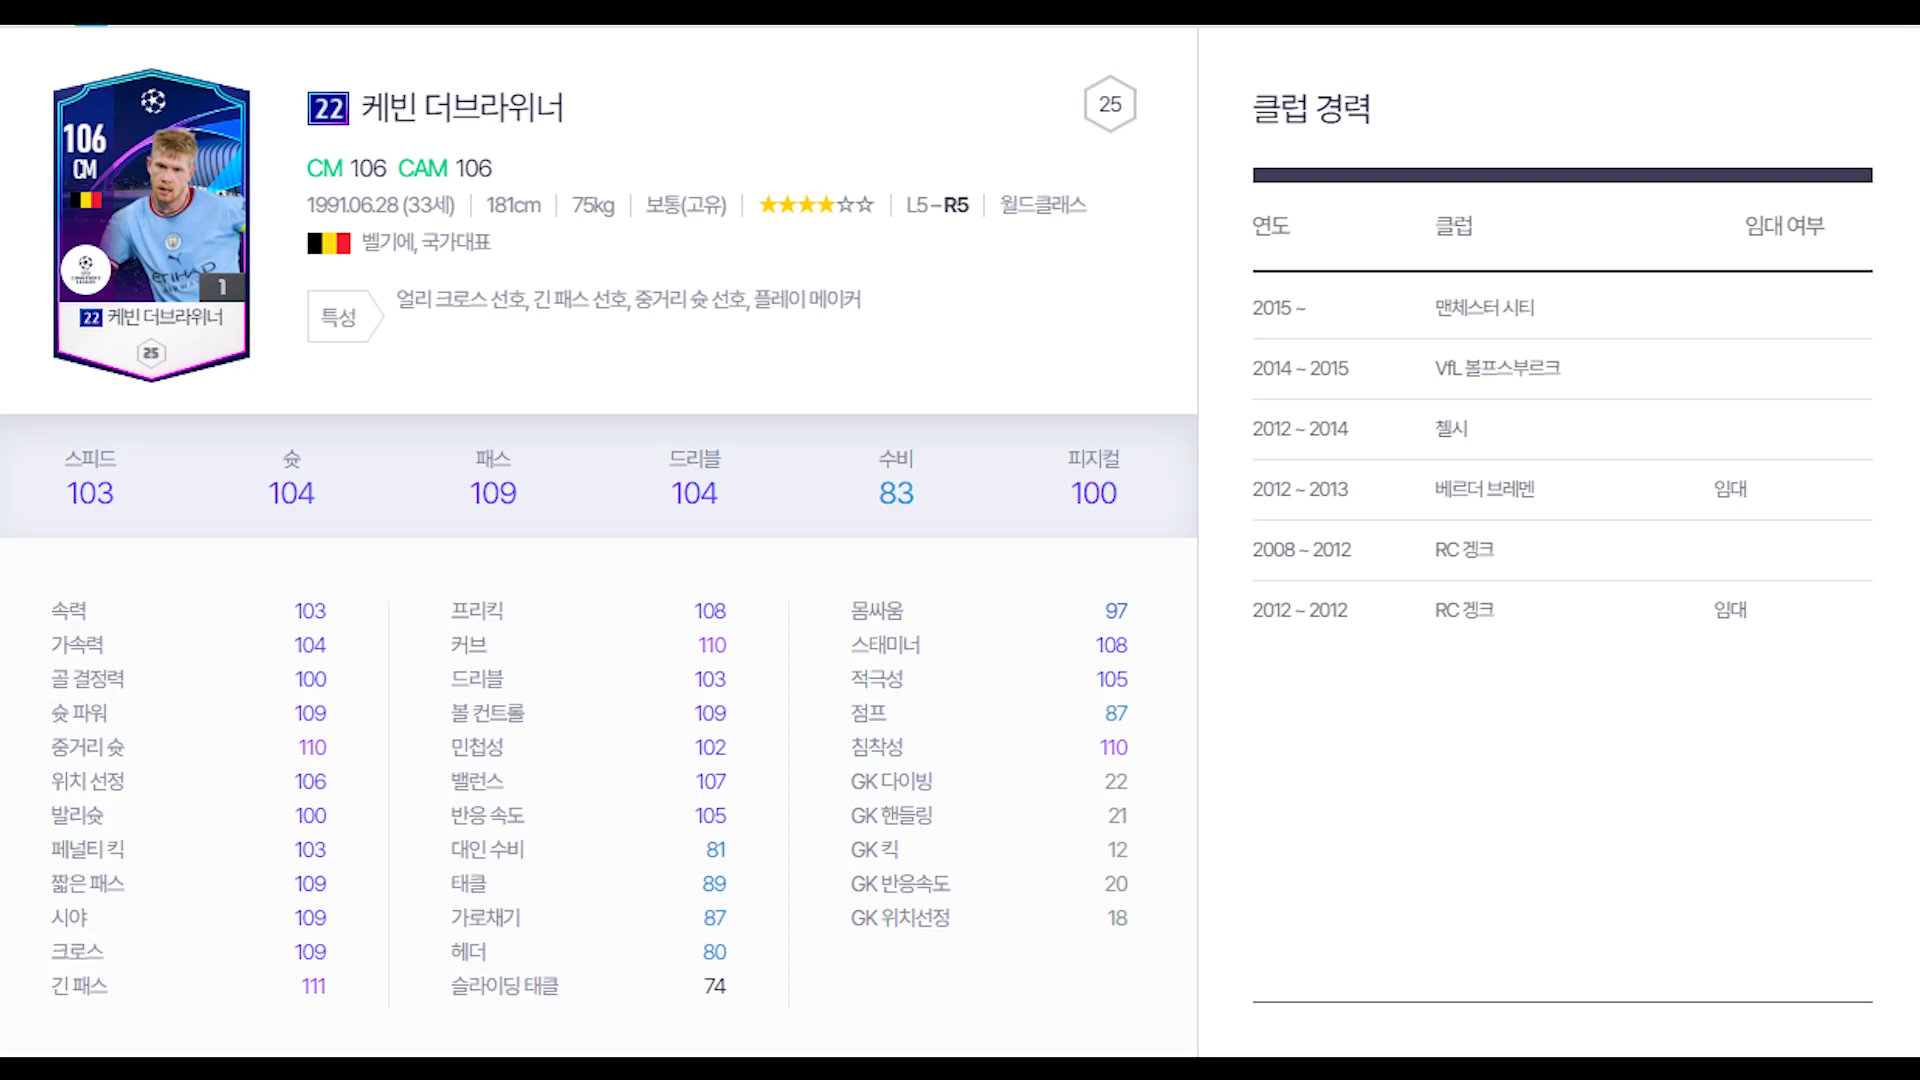 106
CM
1
22 케빈 더브라위너
25
22 케빈 더브라위너
25
CM 106 CAM 106
1991.06.28 (33세) 181cm 75kg 보통(고유) ★★★★☆☆ L5 – R5 월드클래스
벨기에, 국가대표
특성 얼리 크로스 선호, 긴 패스 선호, 중거리 슛 선호, 플레이 메이커
스피드 슛 패스 드리블 수비 피지컬
103 104 109 104 83 100
속력 103 프리킥 108 몸싸움 97
가속력 104 커브 110 스태미너 108
골 결정력 100 드리블 103 적극성 105
슛 파워 109 볼 컨트롤 109 점프 87
중거리 슛 110 민첩성 102 침착성 110
위치 선정 106 밸런스 107 GK 다이빙 22
발리슛 100 반응 속도 105 GK 핸들링 21
페널티 킥 103 대인 수비 81 GK 킥 12
짧은 패스 109 태클 89 GK 반응속도 20
시야 109 가로채기 87 GK 위치선정 18
크로스 109 헤더 80
긴 패스 111 슬라이딩 태클 74
클럽 경력
연도 클럽 임대 여부
2015 ~ 맨체스터 시티
2014 ~ 2015 VfL 볼프스부르크
2012 ~ 2014 첼시
2012 ~ 2013 베르더 브레멘 임대
2008 ~ 2012 RC 겡크
2012 ~ 2012 RC 겡크 임대